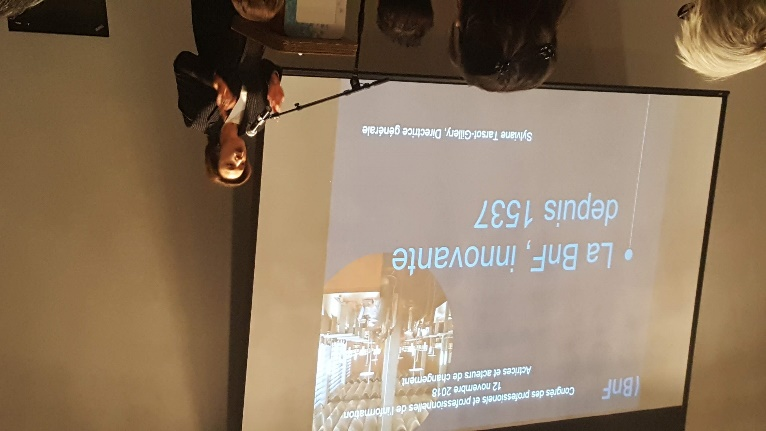 (BnF
Congrès des professionnels et professionnelles de l'information
12 novembre 2018
Actrices et acteurs de changement
• La BnF, innovante
depuis 1537
Sylviane Tarsot-Gillery, Directrice générale